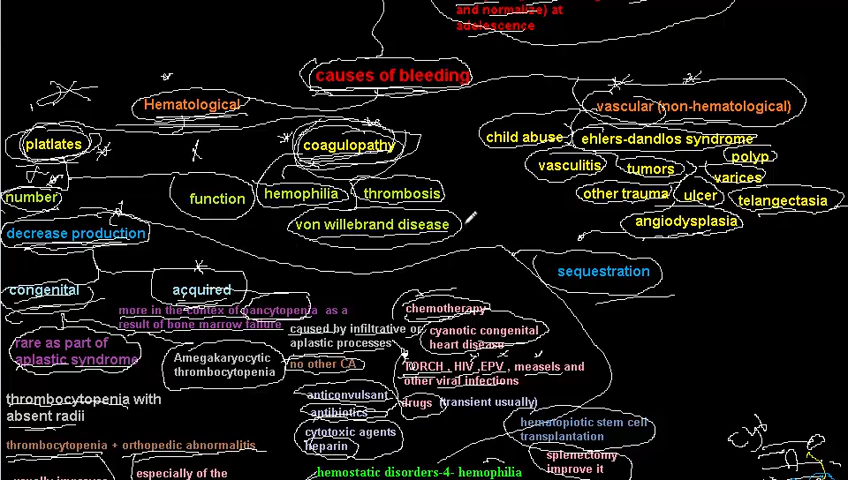 and normalize) at
adolescence
causes of bleeding
Hematological
vascular (non-hematological)
platlates
coagulopathy
child abuse
ehlers-dandlos syndrome
polyp
vasculitis
tumors
varices
number
function
hemophilia
thrombosis
other trauma
ulcer
telangectasia
von willebrand disease
angiodysplasia
decrease production
sequestration
congenital
acquired
more in the contex of pancytopenia as a
result of bone marrow failure
chemotherapy
caused by infiltrative or
aplastic processes
cyanotic congenital
heart disease
rare as part of
aplastic syndrome
Amegakaryocytic
thrombocytopenia
no other CA
TORCH , HIV ,EPV , measels and
other viral infections
anticonvulsant
drugs (transient usually)
thrombocytopenia with
absent radii
antibiotics
cytotoxic agents
heparin
hematopiotic stem cell
transplantation
thrombocytopenia + orthopedic abnormalitis
splenectomy
improve it
especially of the
hemostatic disorders-4- hemophilia
usually improves